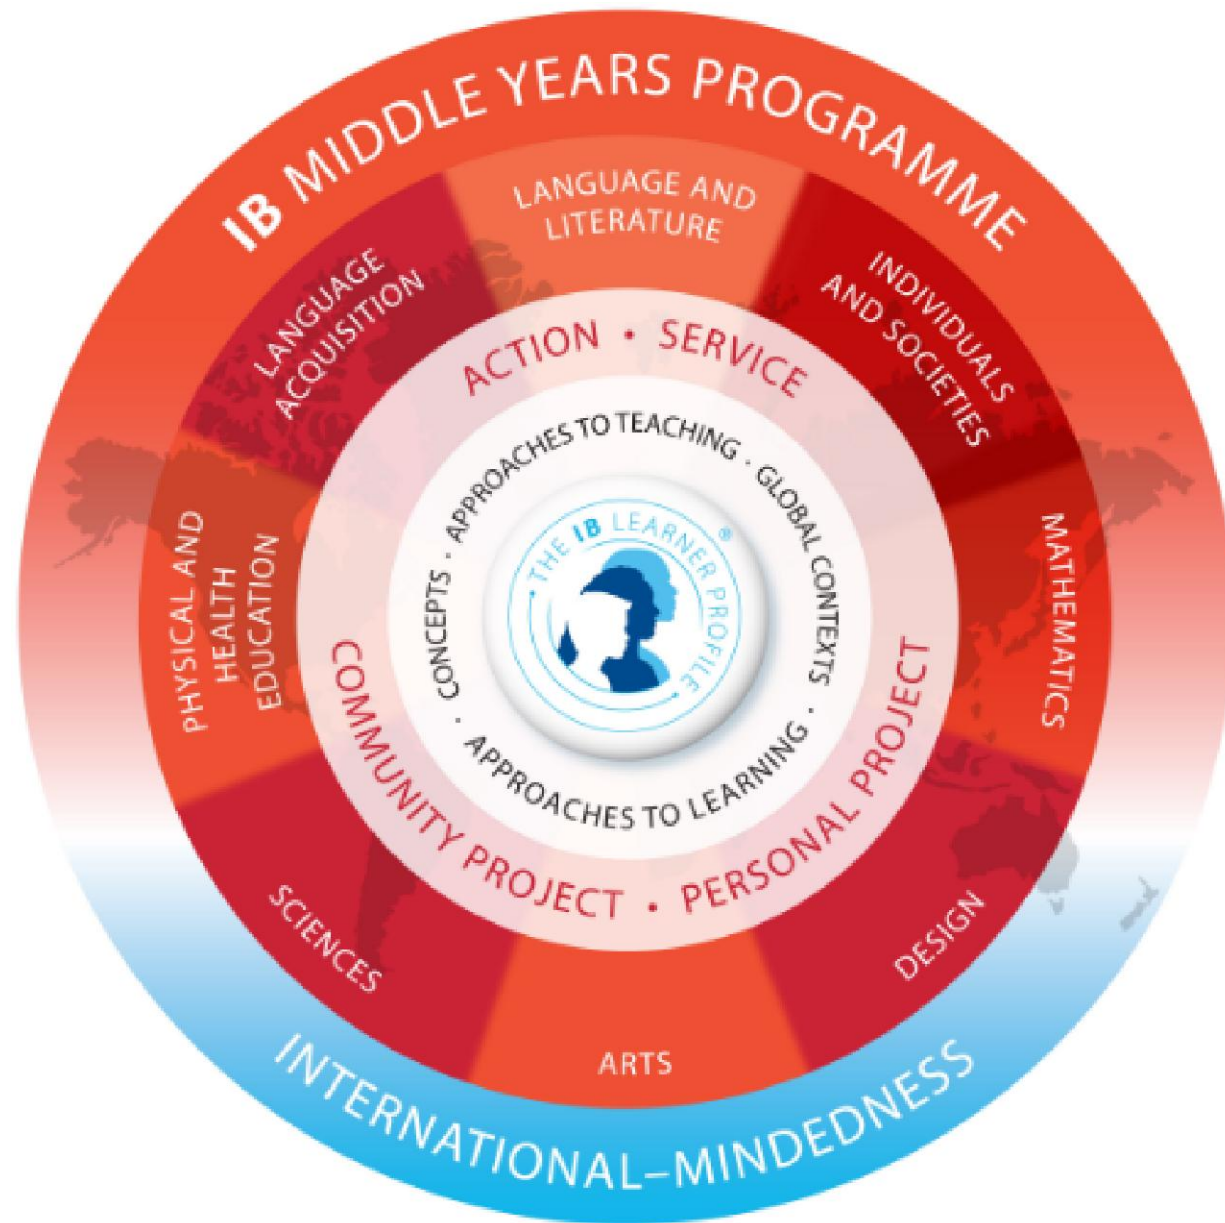 IB MIDDLE YEARS PROGRAMME
LANGUAGE AND
LITERATURE
INDIVIDUALS
AND SOCIETIES
MATHEMATICS
DESIGN
ARTS
SCIENCES
PHYSICAL AND
HEALTH
EDUCATION
LANGUAGE
ACQUISITION
ACTION • SERVICE
COMMUNITY PROJECT • PERSONAL PROJECT
CONCEPTS · APPROACHES TO TEACHING · GLOBAL CONTEXTS ·
APPROACHES TO LEARNING ·
• THE IB LEARNER PROFILE •
®
INTERNATIONAL–MINDEDNESS